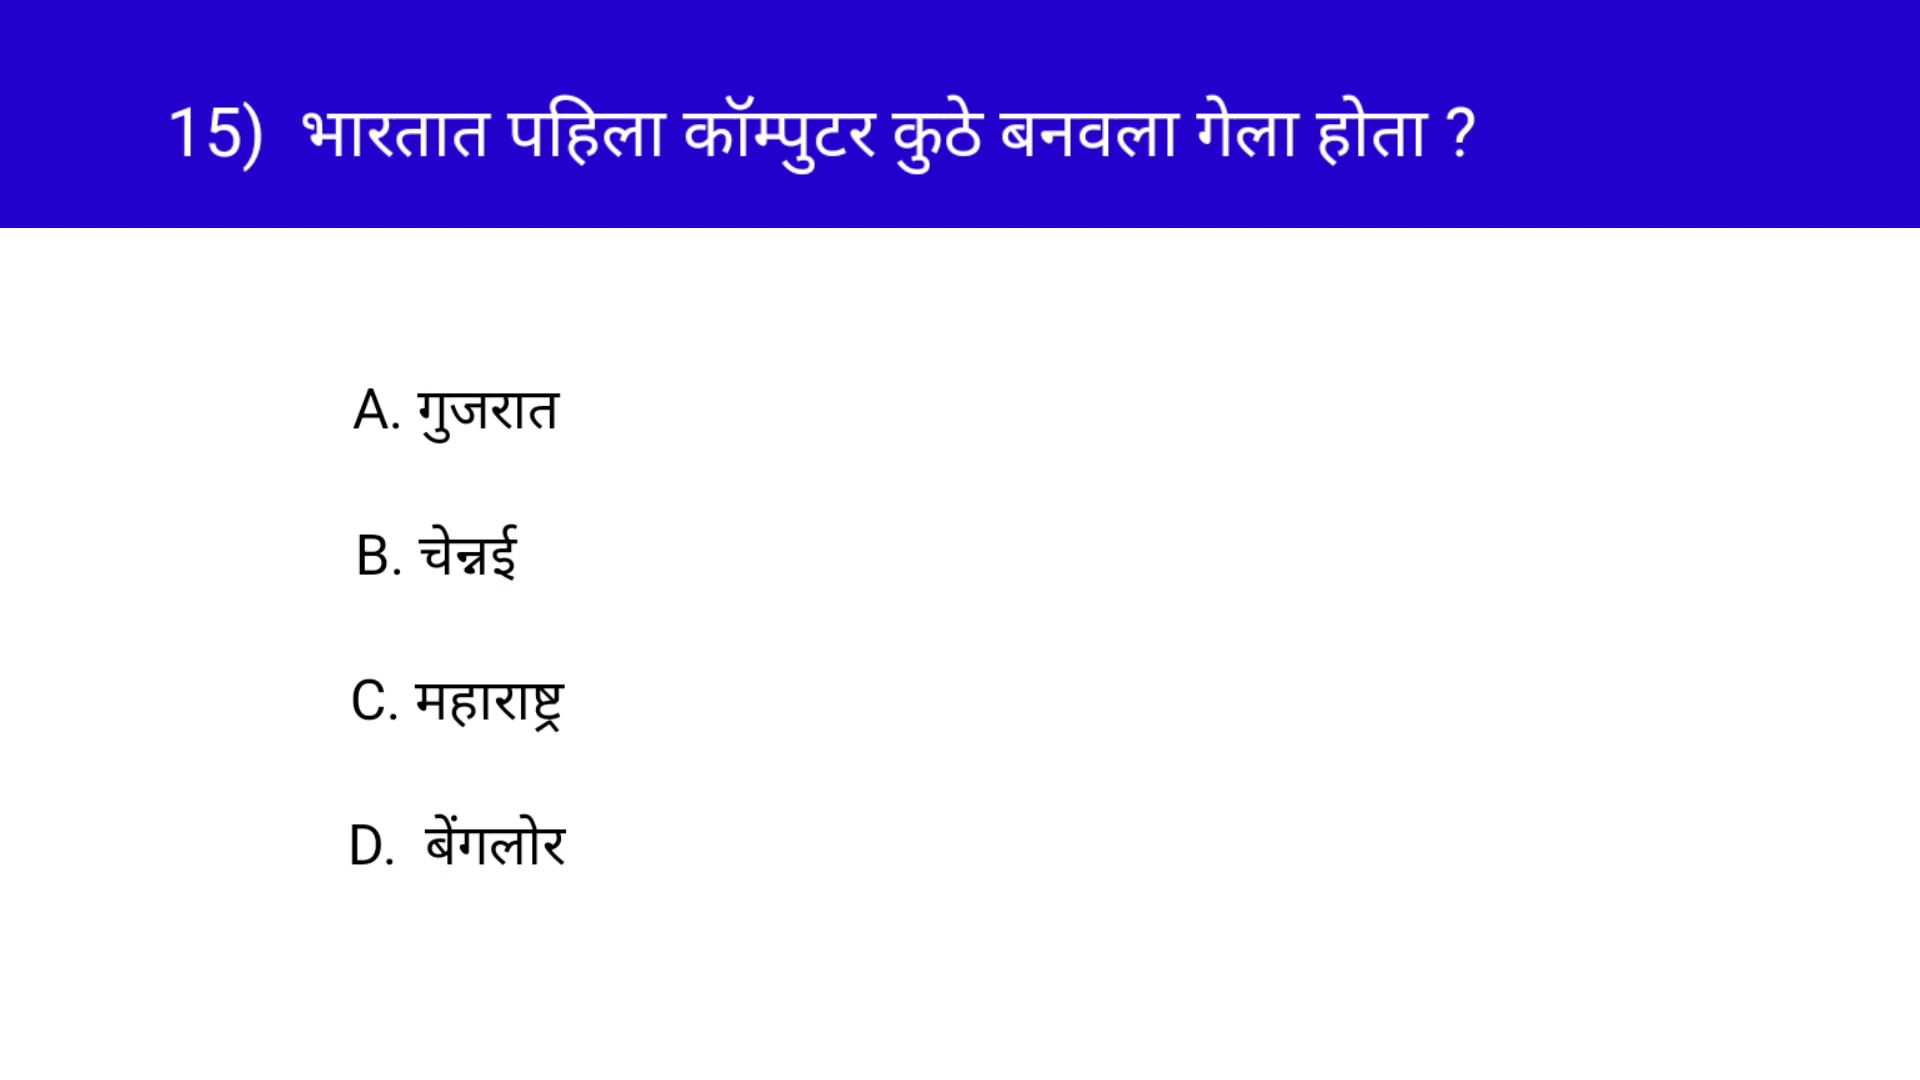 15) भारतात पहिला कॉम्पुटर कुठे बनवला गेला होता ?
A. गुजरात
B. चेन्नई
C. महाराष्ट्र
D. बेंगलोर